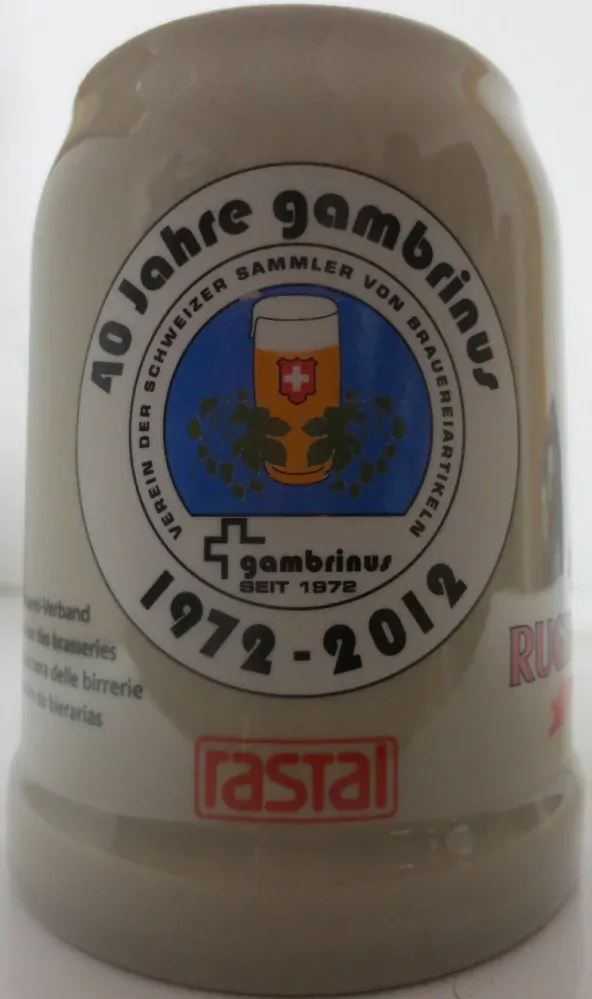 40 Jahre gambrinus
VEREIN DER SCHWEIZER SAMMLER VON BRAUEREIARTIKELN
gambrinus
SEIT 1972
1972-2012
-Verband
des brasseries
delle birrerie
bierarias
RUG
rastal